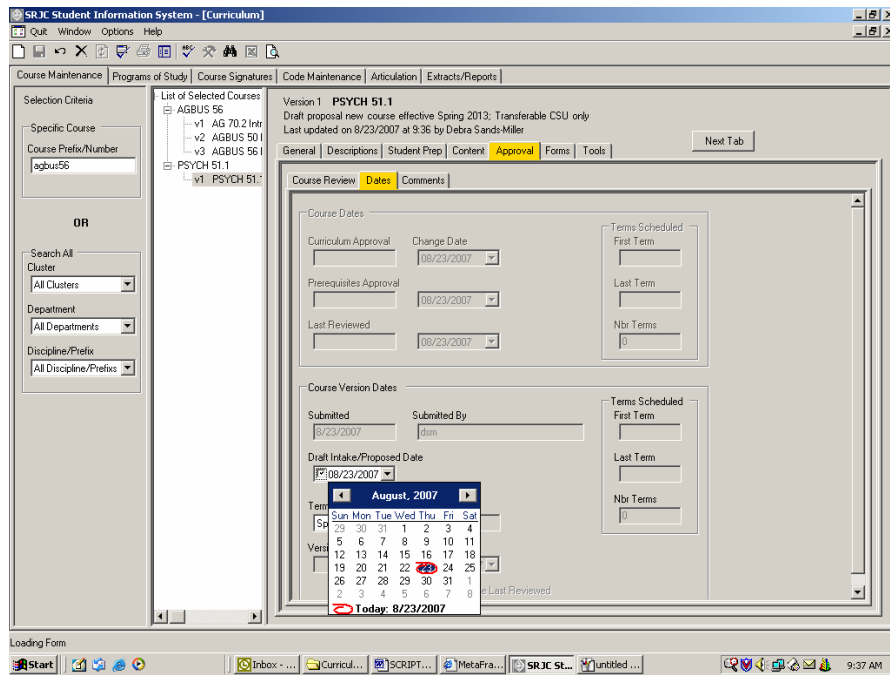 SRJC Student Information System - [Curriculum]
Quit Window Options Help
Course Maintenance Programs of Study Course Signatures Code Maintenance Articulation Extracts/Reports
Selection Criteria
Specific Course
Course Prefix/Number
agbus56
OR
Search All
Cluster
All Clusters
Department
All Departments
Discipline/Prefix
All Discipline/Prefixs
List of Selected Courses
AGBUS 56
v1 AG 70.2 Intr
v2 AGBUS 50 I
v3 AGBUS 56 I
PSYCH 51.1
v1 PSYCH 51.1
Version 1 PSYCH 51.1
Draft proposal new course effective Spring 2013; Transferable CSU only
Last updated on 8/23/2007 at 9:36 by Debra Sands-Miller
Next Tab
General Descriptions Student Prep Content Approval Forms Tools
Course Review Dates Comments
Course Dates
Curriculum Approval Change Date
08/23/2007
Prerequisites Approval
08/23/2007
Last Reviewed
08/23/2007
Terms Scheduled
First Term
Last Term
Nbr Terms
0
Course Version Dates
Submitted Submitted By
8/23/2007 dsm
Draft Intake/Proposed Date
08/23/2007
Term
Sp
Versi
e Last Reviewed
Terms Scheduled
First Term
Last Term
Nbr Terms
0
August, 2007
Sun Mon Tue Wed Thu Fri Sat
29 30 31 1 2 3 4
5 6 7 8 9 10 11
12 13 14 15 16 17 18
19 20 21 22 23 24 25
26 27 28 29 30 31 1
2 3 4 5 6 7 8
Today: 8/23/2007
Loading Form
Start Inbox - ... Curricul... SCRIPT... MetaFra... SRJC St... untitled ... 9:37 AM